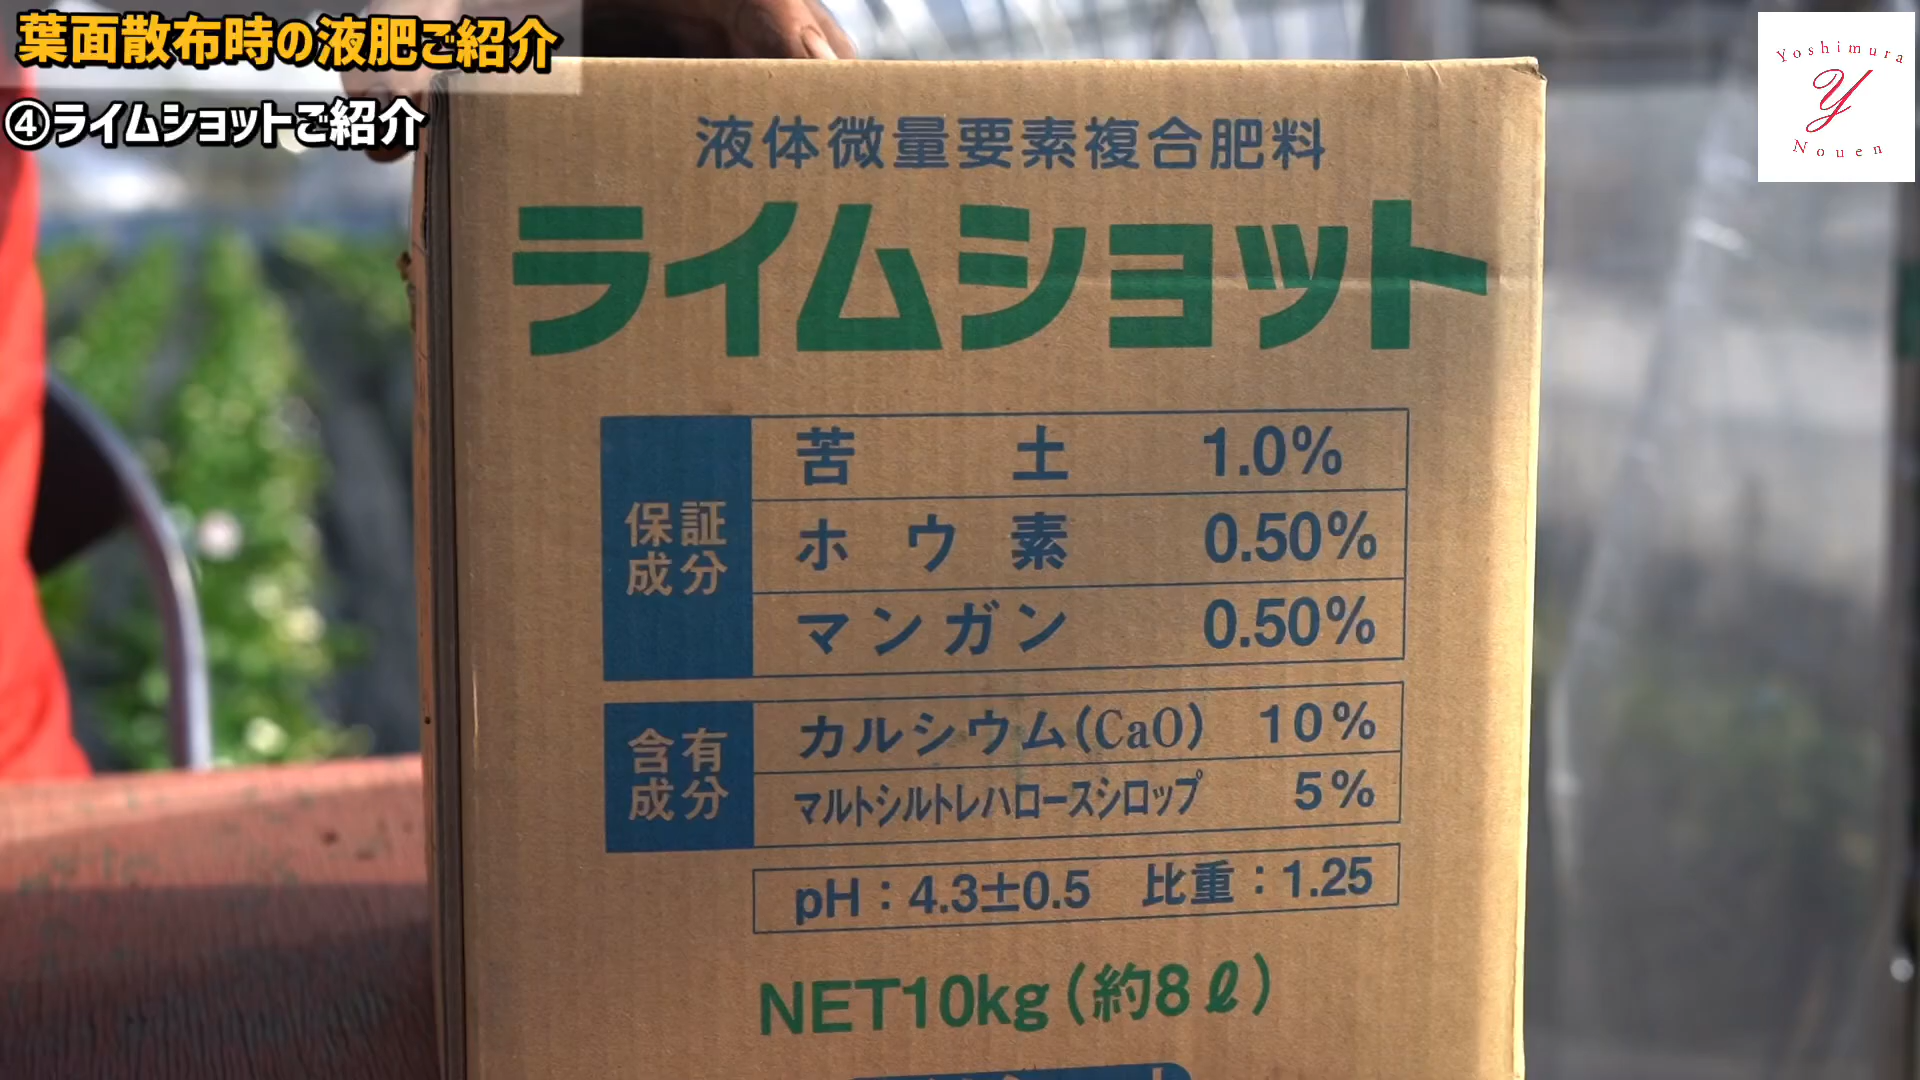 葉面散布時の液肥ご紹介
④ライムショットご紹介
Yoshimura
Y
Nouen
液体微量要素複合肥料
ライムショット
保証成分
苦土 1.0%
ホウ素 0.50%
マンガン 0.50%
含有成分
カルシウム(CaO) 10%
マルトシルトレハロースシロップ 5%
pH:4.3±0.5 比重:1.25
NET10kg(約8ℓ)